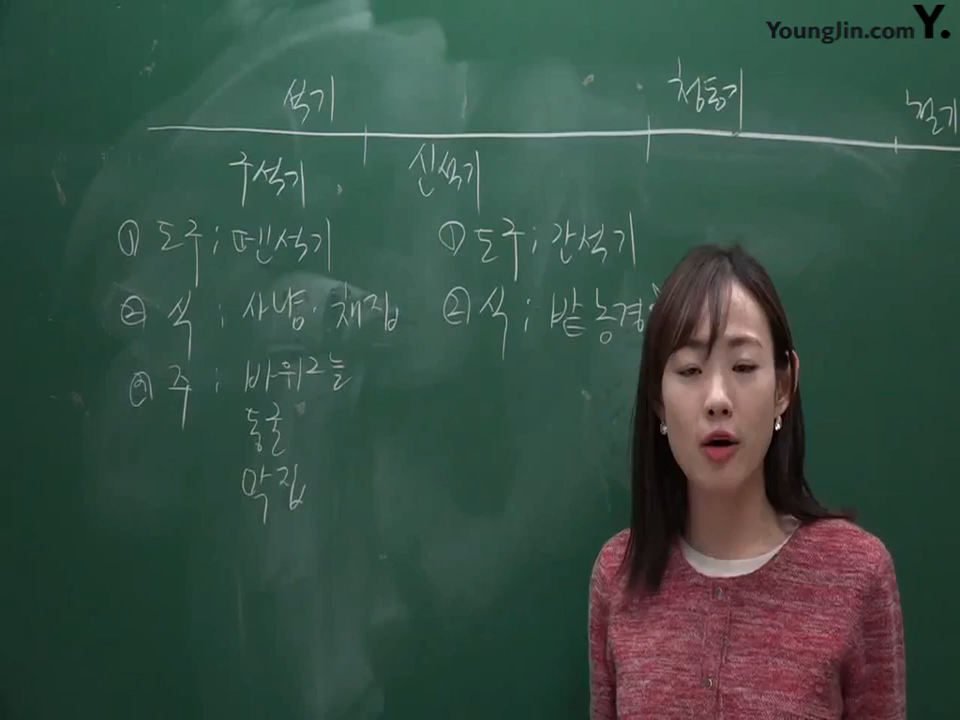 YoungJin.com Y.
석기 청동기 철기
구석기 신석기
① 도구; 뗀석기 ① 도구; 간석기
② 식; 사냥·채집 ② 식; 밭농경
③ 주; 바위그늘
동굴
막집